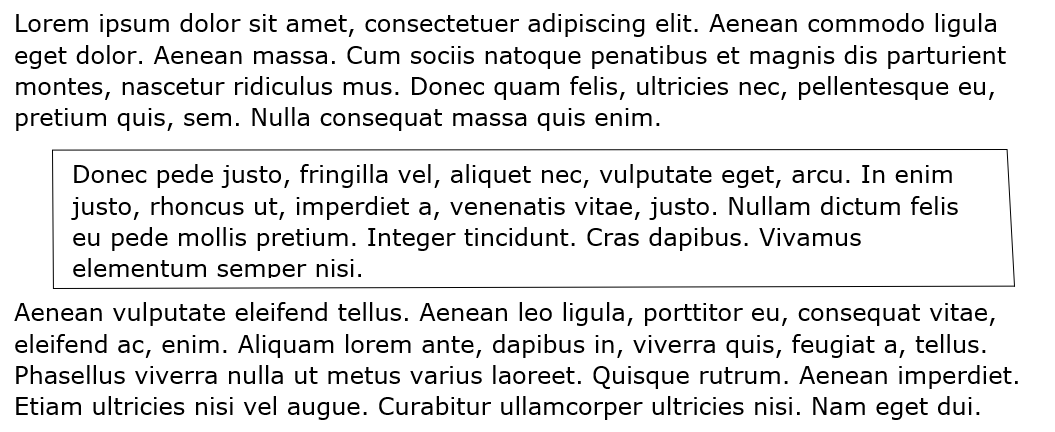 Lorem ipsum dolor sit amet, consectetuer adipiscing elit. Aenean commodo ligula
eget dolor. Aenean massa. Cum sociis natoque penatibus et magnis dis parturient
montes, nascetur ridiculus mus. Donec quam felis, ultricies nec, pellentesque eu,
pretium quis, sem. Nulla consequat massa quis enim.
Donec pede justo, fringilla vel, aliquet nec, vulputate eget, arcu. In enim
justo, rhoncus ut, imperdiet a, venenatis vitae, justo. Nullam dictum felis
eu pede mollis pretium. Integer tincidunt. Cras dapibus. Vivamus
elementum semper nisi.
Aenean vulputate eleifend tellus. Aenean leo ligula, porttitor eu, consequat vitae,
eleifend ac, enim. Aliquam lorem ante, dapibus in, viverra quis, feugiat a, tellus.
Phasellus viverra nulla ut metus varius laoreet. Quisque rutrum. Aenean imperdiet.
Etiam ultricies nisi vel augue. Curabitur ullamcorper ultricies nisi. Nam eget dui.